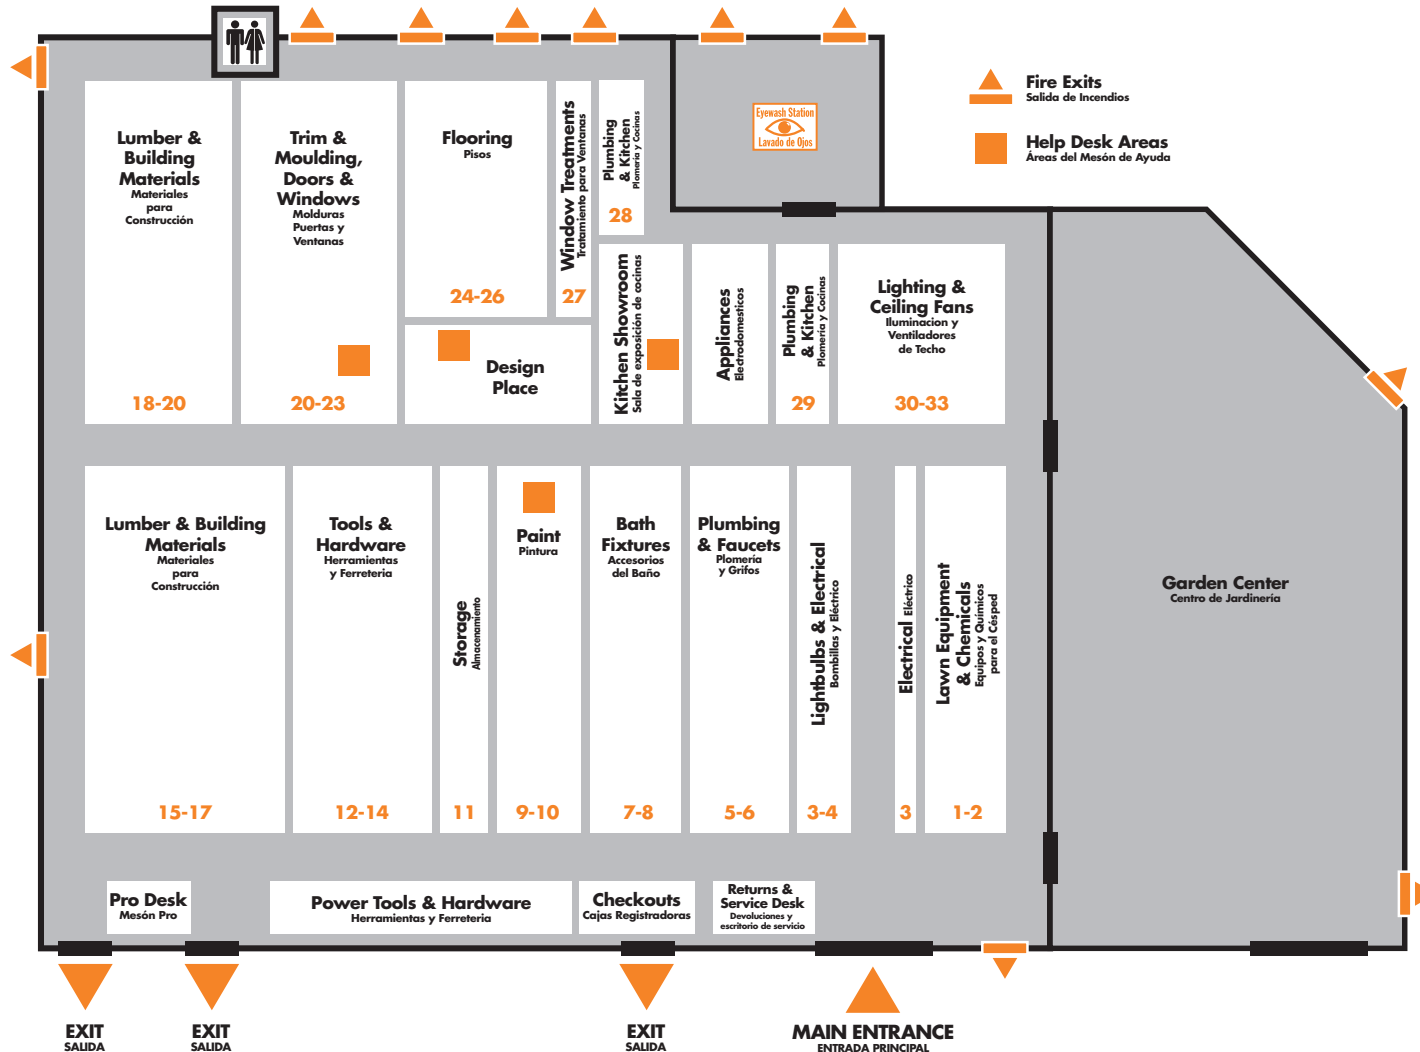 Fire Exits
Salida de Incendios
Help Desk Areas
Áreas del Mesón de Ayuda
Eyewash Station
Lavado de Ojos
Lumber &
Building
Materials
Materiales
para
Construcción
18-20
Trim &
Moulding,
Doors &
Windows
Molduras
Puertas y
Ventanas
20-23
Flooring
Pisos
24-26
Window Treatments
Tratamiento para Ventanas
27
Plumbing
& Kitchen
Plomería y Cocinas
28
Design
Place
Kitchen Showroom
Sala de exposición de cocinas
Appliances
Electrodomesticos
Plumbing
& Kitchen
Plomería y Cocinas
29
Lighting &
Ceiling Fans
Iluminacion y
Ventiladores
de Techo
30-33
Lumber & Building
Materials
Materiales
para
Construcción
15-17
Tools &
Hardware
Herramientas
y Ferreteria
12-14
Storage
Almacenamiento
11
Paint
Pintura
9-10
Bath
Fixtures
Accesorios
del Baño
7-8
Plumbing
& Faucets
Plomería
y Grifos
5-6
Lightbulbs & Electrical
Bombillas y Eléctrico
3-4
Electrical Eléctrico
3
Lawn Equipment
& Chemicals
Equipos y Químicos
para el Césped
1-2
Garden Center
Centro de Jardinería
Pro Desk
Mesón Pro
Power Tools & Hardware
Herramientas y Ferreteria
Checkouts
Cajas Registradoras
Returns &
Service Desk
Devoluciones y
escritorio de servicio
EXIT
SALIDA
EXIT
SALIDA
EXIT
SALIDA
MAIN ENTRANCE
ENTRADA PRINCIPAL